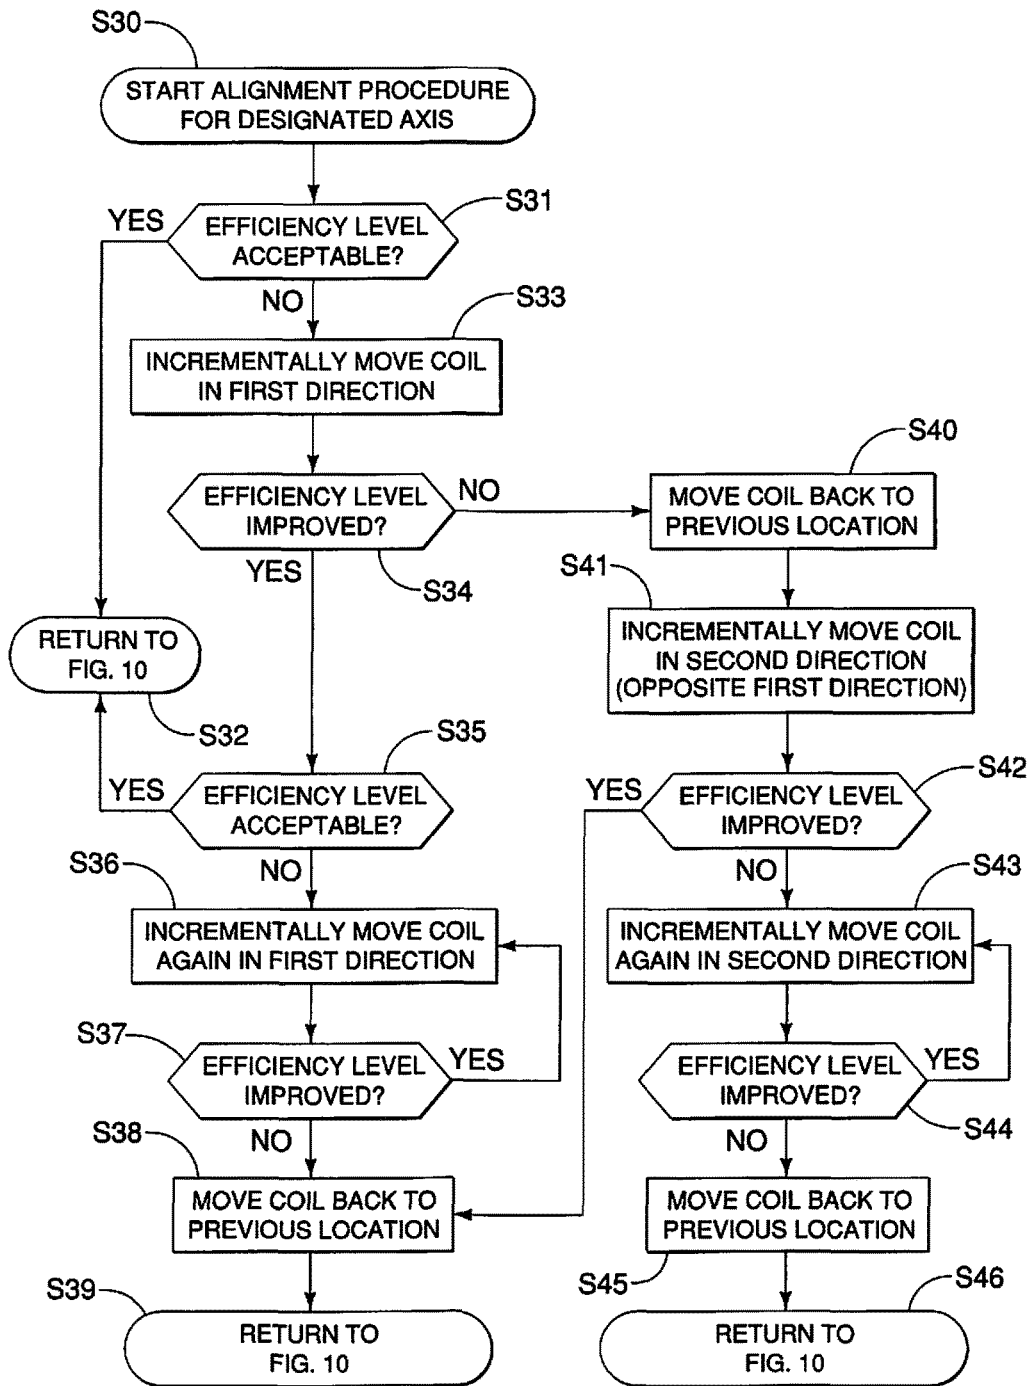 S30
START ALIGNMENT PROCEDURE
FOR DESIGNATED AXIS
S31
YES
EFFICIENCY LEVEL
ACCEPTABLE?
NO
S33
INCREMENTALLY MOVE COIL
IN FIRST DIRECTION
S40
EFFICIENCY LEVEL
IMPROVED?
NO
MOVE COIL BACK TO
PREVIOUS LOCATION
YES
S34
S41
INCREMENTALLY MOVE COIL
IN SECOND DIRECTION
(OPPOSITE FIRST DIRECTION)
RETURN TO
FIG. 10
S32
S35
YES
EFFICIENCY LEVEL
ACCEPTABLE?
S42
YES
EFFICIENCY LEVEL
IMPROVED?
S36
NO
NO
S43
INCREMENTALLY MOVE COIL
AGAIN IN FIRST DIRECTION
INCREMENTALLY MOVE COIL
AGAIN IN SECOND DIRECTION
S37
EFFICIENCY LEVEL
IMPROVED?
YES
EFFICIENCY LEVEL
IMPROVED?
YES
S44
S38
NO
NO
MOVE COIL BACK TO
PREVIOUS LOCATION
MOVE COIL BACK TO
PREVIOUS LOCATION
S39
S45
S46
RETURN TO
FIG. 10
RETURN TO
FIG. 10